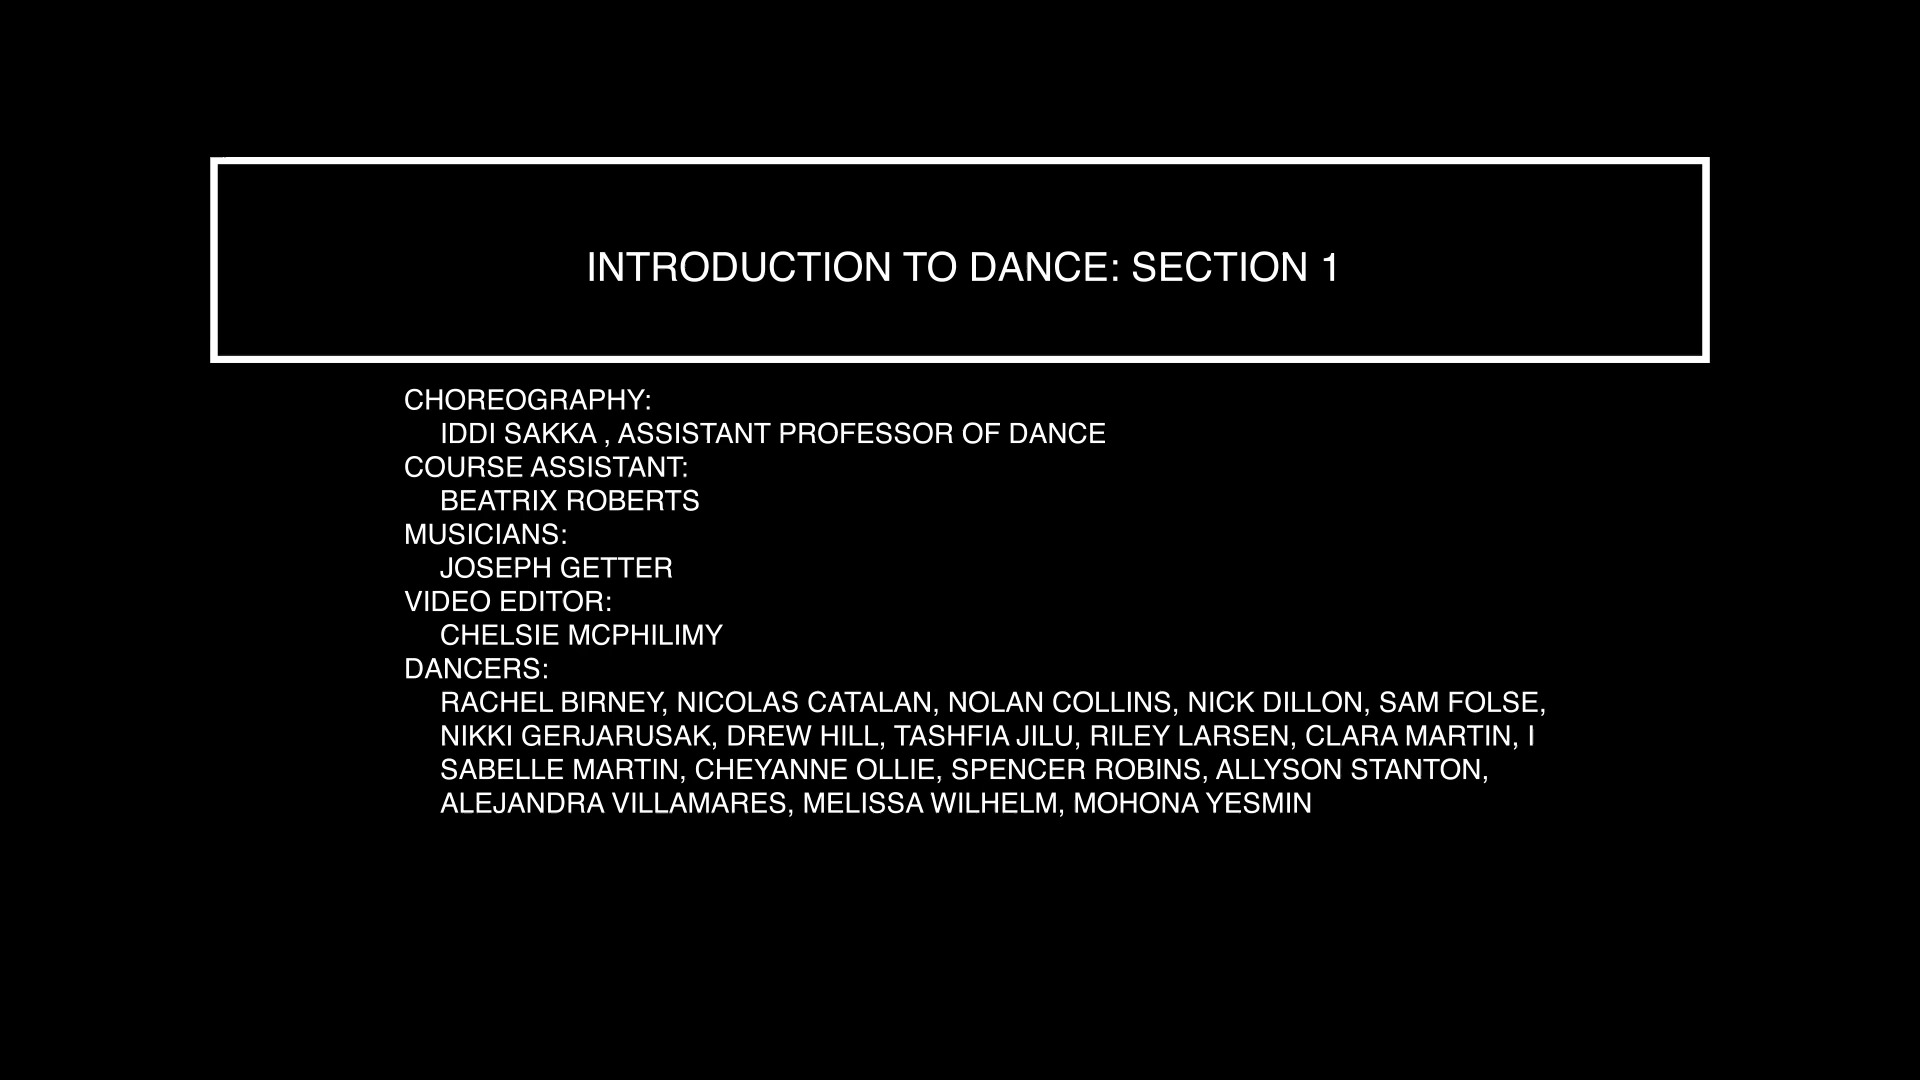 INTRODUCTION TO DANCE: SECTION 1
CHOREOGRAPHY:
IDDI SAKKA , ASSISTANT PROFESSOR OF DANCE
COURSE ASSISTANT:
BEATRIX ROBERTS
MUSICIANS:
JOSEPH GETTER
VIDEO EDITOR:
CHELSIE MCPHILIMY
DANCERS:
RACHEL BIRNEY, NICOLAS CATALAN, NOLAN COLLINS, NICK DILLON, SAM FOLSE,
NIKKI GERJARUSAK, DREW HILL, TASHFIA JILU, RILEY LARSEN, CLARA MARTIN, I
SABELLE MARTIN, CHEYANNE OLLIE, SPENCER ROBINS, ALLYSON STANTON,
ALEJANDRA VILLAMARES, MELISSA WILHELM, MOHONA YESMIN